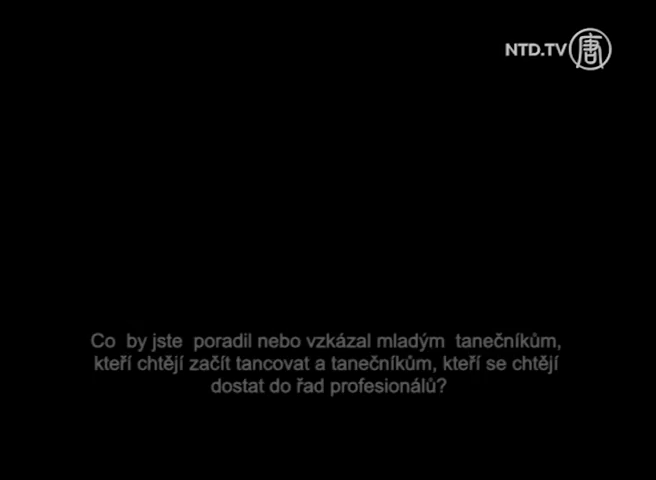 NTD.TV 唐
Co by jste poradil nebo vzkázal mladým tanečníkům,
kteří chtějí začít tancovat a tanečníkům, kteří se chtějí
dostat do řad profesionálů?